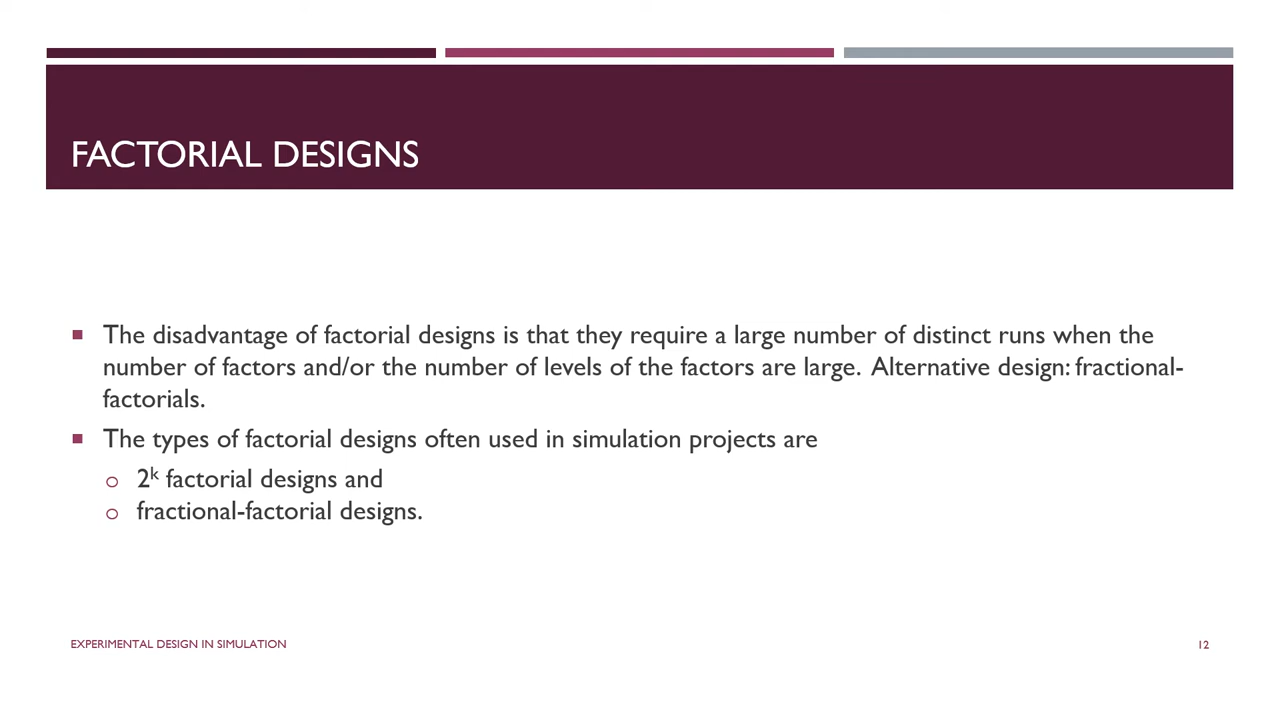 FACTORIAL DESIGNS
The disadvantage of factorial designs is that they require a large number of distinct runs when the
number of factors and/or the number of levels of the factors are large.  Alternative design: fractional-
factorials.
The types of factorial designs often used in simulation projects are
2ᵏ factorial designs and
fractional-factorial designs.
EXPERIMENTAL DESIGN IN SIMULATION
12